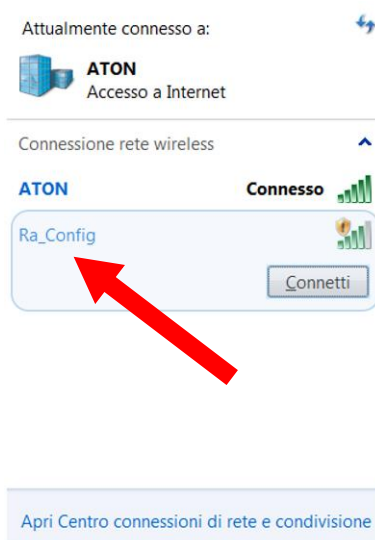 Attualmente connesso a:
ATON
Accesso a Internet
Connessione rete wireless
ATON Connesso
Ra_Config
Connetti
Apri Centro connessioni di rete e condivisione